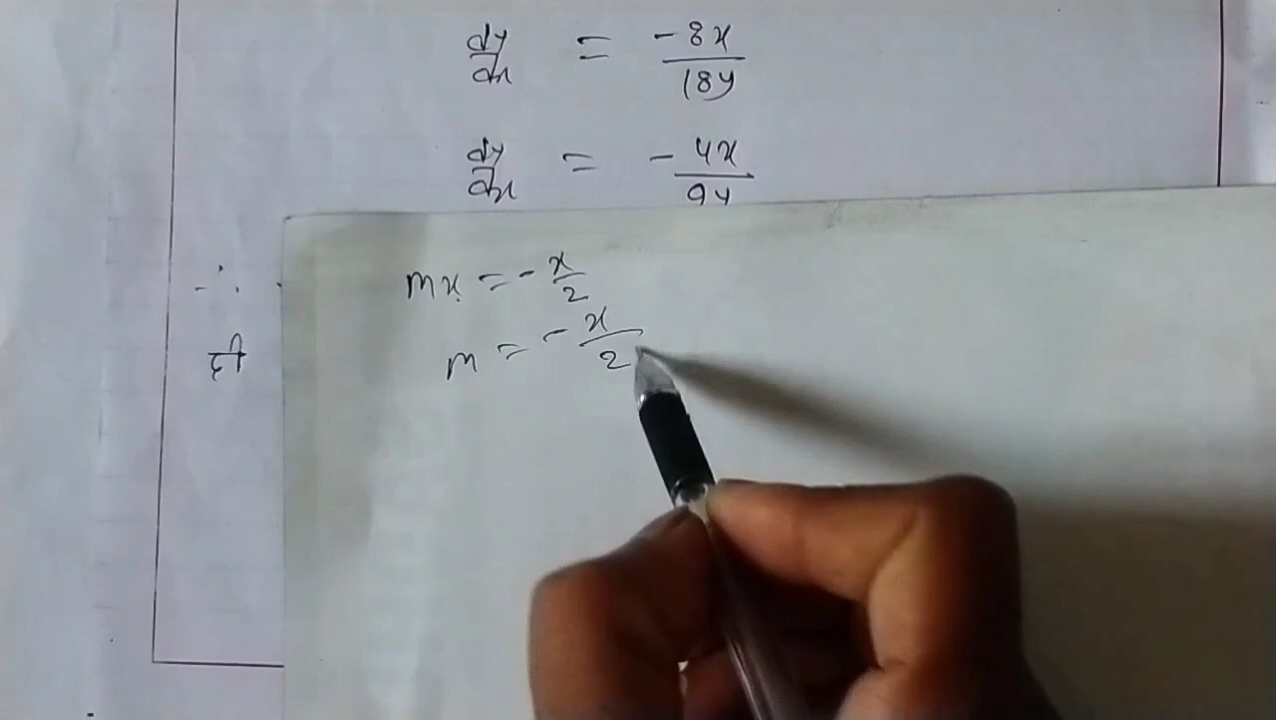 dy/dx = -8x/18y
dy/dx = -4x/9y
∴
mx = -x/2
m = -x/2
दी